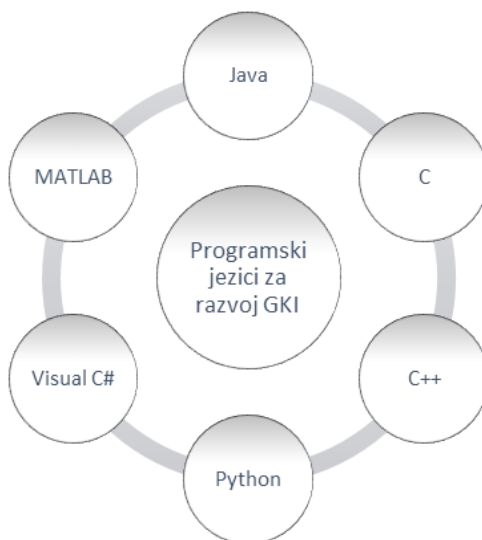 Java
MATLAB
C
Programski
jezici za
razvoj GKI
Visual C#
C++
Python